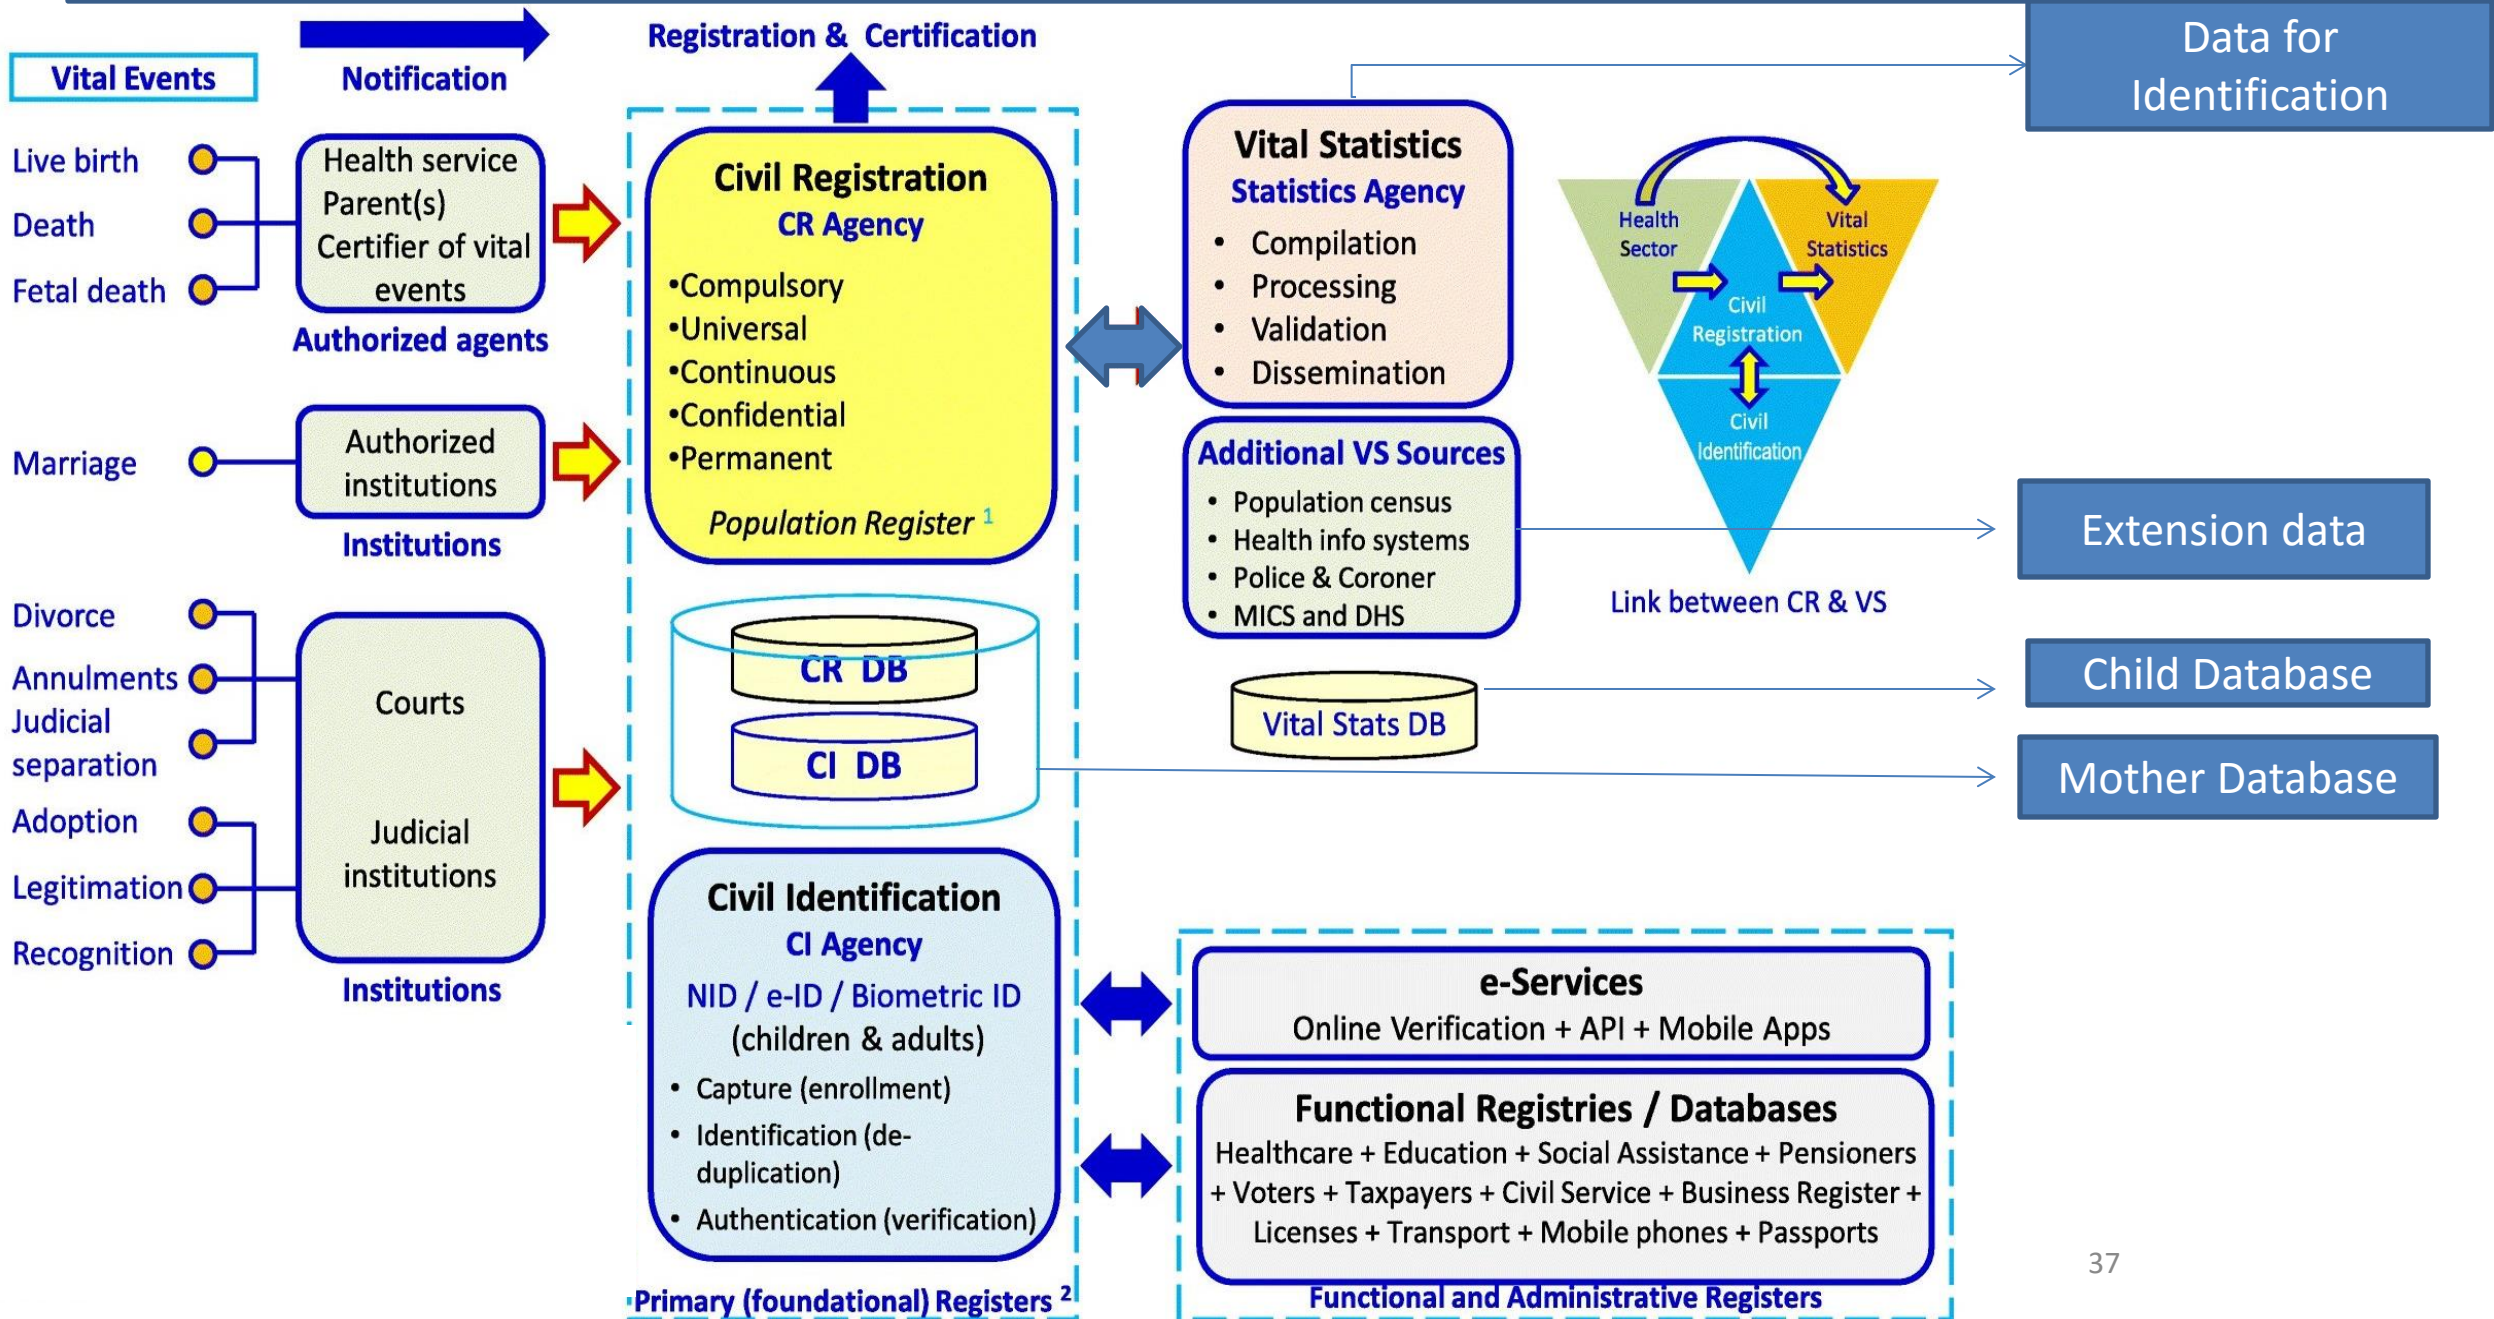 Registration & Certification
Data for
Identification
Vital Events
Notification
Live birth
Death
Fetal death
Health service
Parent(s)
Certifier of vital
events
Authorized agents
Marriage
Authorized
institutions
Institutions
Divorce
Annulments
Judicial
separation
Adoption
Legitimation
Recognition
Courts
Judicial
institutions
Institutions
Civil Registration
CR Agency
•Compulsory
•Universal
•Continuous
•Confidential
•Permanent
Population Register 1
CR DB
CI DB
Civil Identification
CI Agency
NID / e-ID / Biometric ID
(children & adults)
• Capture (enrollment)
• Identification (de-
duplication)
• Authentication (verification)
Primary (foundational) Registers 2
Vital Statistics
Statistics Agency
• Compilation
• Processing
• Validation
• Dissemination
Additional VS Sources
• Population census
• Health info systems
• Police & Coroner
• MICS and DHS
Vital Stats DB
Health
Sector
Vital
Statistics
Civil
Registration
Civil
Identification
Link between CR & VS
Extension data
Child Database
Mother Database
e-Services
Online Verification + API + Mobile Apps
Functional Registries / Databases
Healthcare + Education + Social Assistance + Pensioners
+ Voters + Taxpayers + Civil Service + Business Register +
Licenses + Transport + Mobile phones + Passports
Functional and Administrative Registers
37